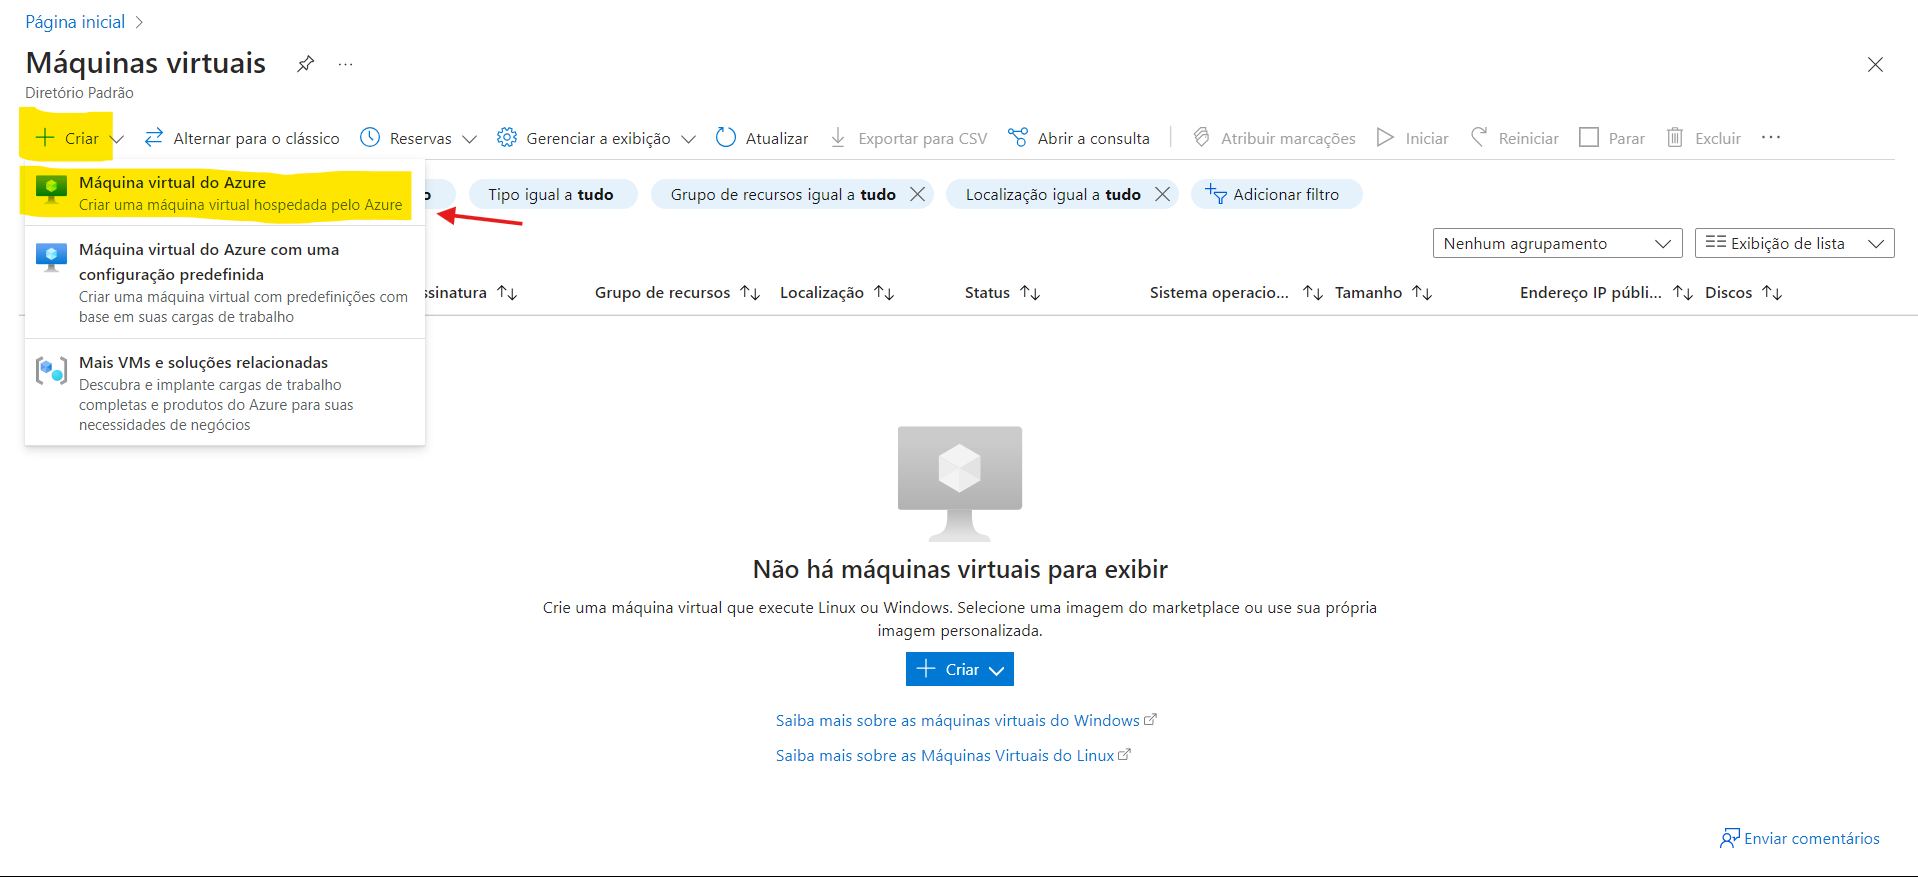 Página inicial
Máquinas virtuais
Diretório Padrão
Criar
Alternar para o clássico
Reservas
Gerenciar a exibição
Atualizar
Exportar para CSV
Abrir a consulta
Atribuir marcações
Iniciar
Reiniciar
Parar
Excluir
Máquina virtual do Azure
Criar uma máquina virtual hospedada pelo Azure
Máquina virtual do Azure com uma
configuração predefinida
Criar uma máquina virtual com predefinições com
base em suas cargas de trabalho
Mais VMs e soluções relacionadas
Descubra e implante cargas de trabalho
completas e produtos do Azure para suas
necessidades de negócios
o
Tipo igual a tudo
Grupo de recursos igual a tudo
Localização igual a tudo
Adicionar filtro
Nenhum agrupamento
Exibição de lista
ssinatura
Grupo de recursos
Localização
Status
Sistema operacio...
Tamanho
Endereço IP públi...
Discos
Não há máquinas virtuais para exibir
Crie uma máquina virtual que execute Linux ou Windows. Selecione uma imagem do marketplace ou use sua própria
imagem personalizada.
Criar
Saiba mais sobre as máquinas virtuais do Windows
Saiba mais sobre as Máquinas Virtuais do Linux
Enviar comentários